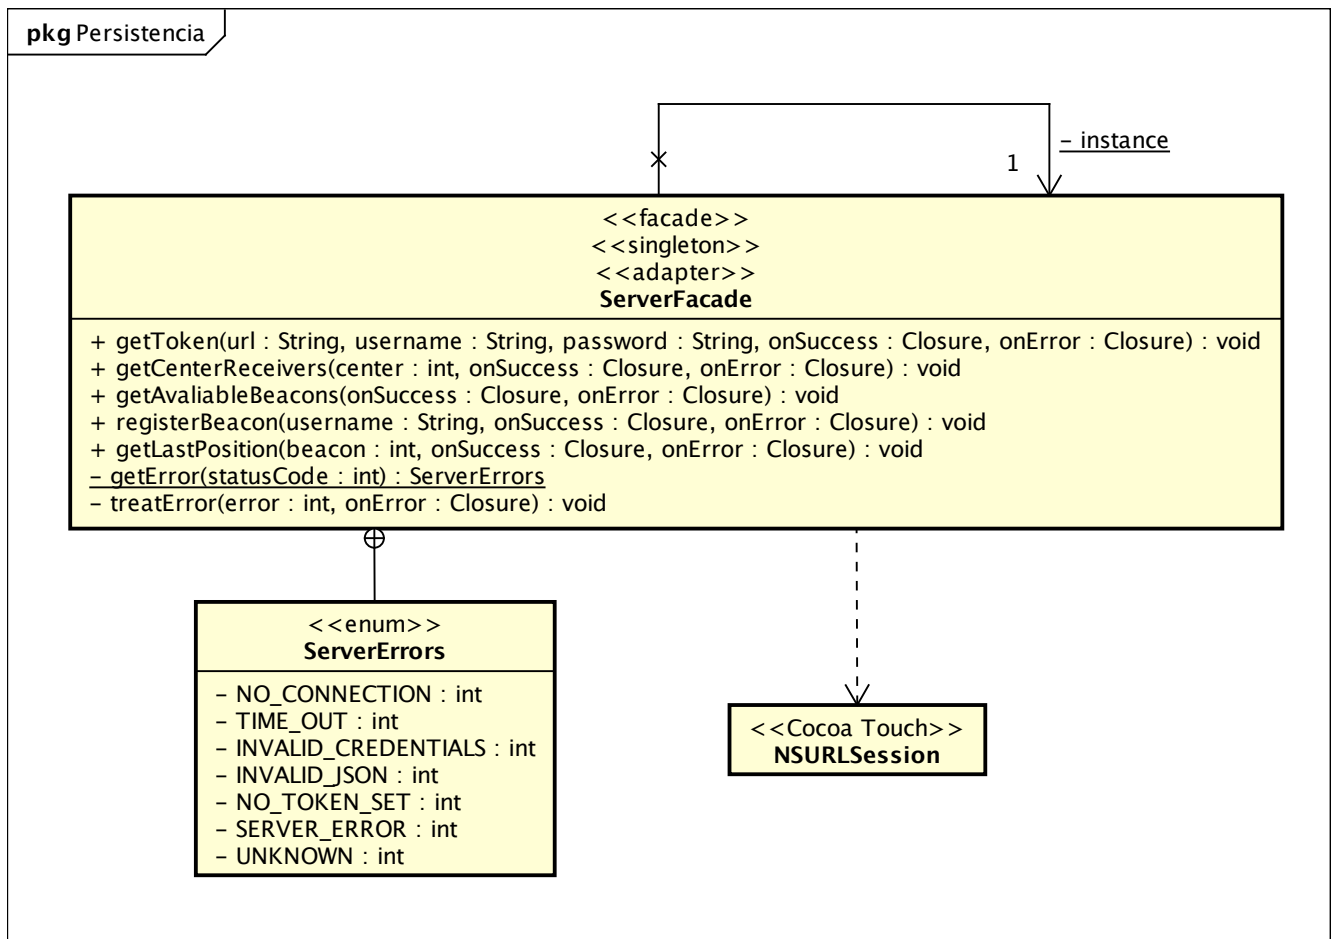 pkg Persistencia
– instance
1
<<facade>>
<<singleton>>
<<adapter>>
ServerFacade
+ getToken(url : String, username : String, password : String, onSuccess : Closure, onError : Closure) : void
+ getCenterReceivers(center : int, onSuccess : Closure, onError : Closure) : void
+ getAvaliableBeacons(onSuccess : Closure, onError : Closure) : void
+ registerBeacon(username : String, onSuccess : Closure, onError : Closure) : void
+ getLastPosition(beacon : int, onSuccess : Closure, onError : Closure) : void
– getError(statusCode : int) : ServerErrors
– treatError(error : int, onError : Closure) : void
<<enum>>
ServerErrors
– NO_CONNECTION : int
– TIME_OUT : int
– INVALID_CREDENTIALS : int
– INVALID_JSON : int
– NO_TOKEN_SET : int
– SERVER_ERROR : int
– UNKNOWN : int
<<Cocoa Touch>>
NSURLSession